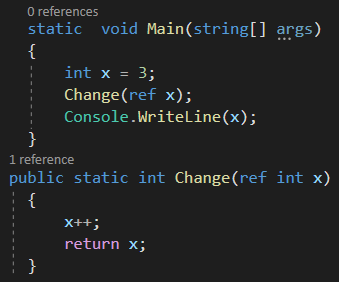 0 references
static  void Main(string[] args)
{
int x = 3;
Change(ref x);
Console.WriteLine(x);
}
1 reference
public static int Change(ref int x)
{
x++;
return x;
}